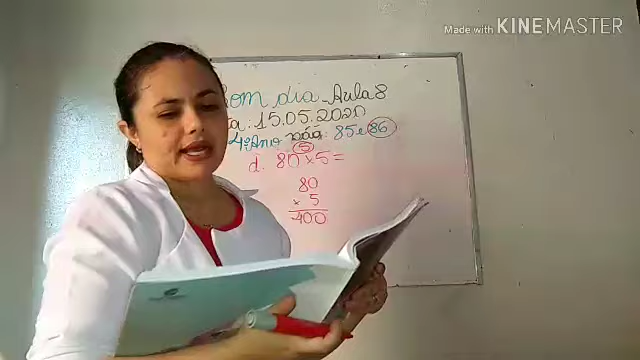 Made with KINEMASTER
Bom dia - Aula 8
15.05.2020
4º Ano pág: 85 e 86
5
d. 80 x 5 =
80
x 5
400